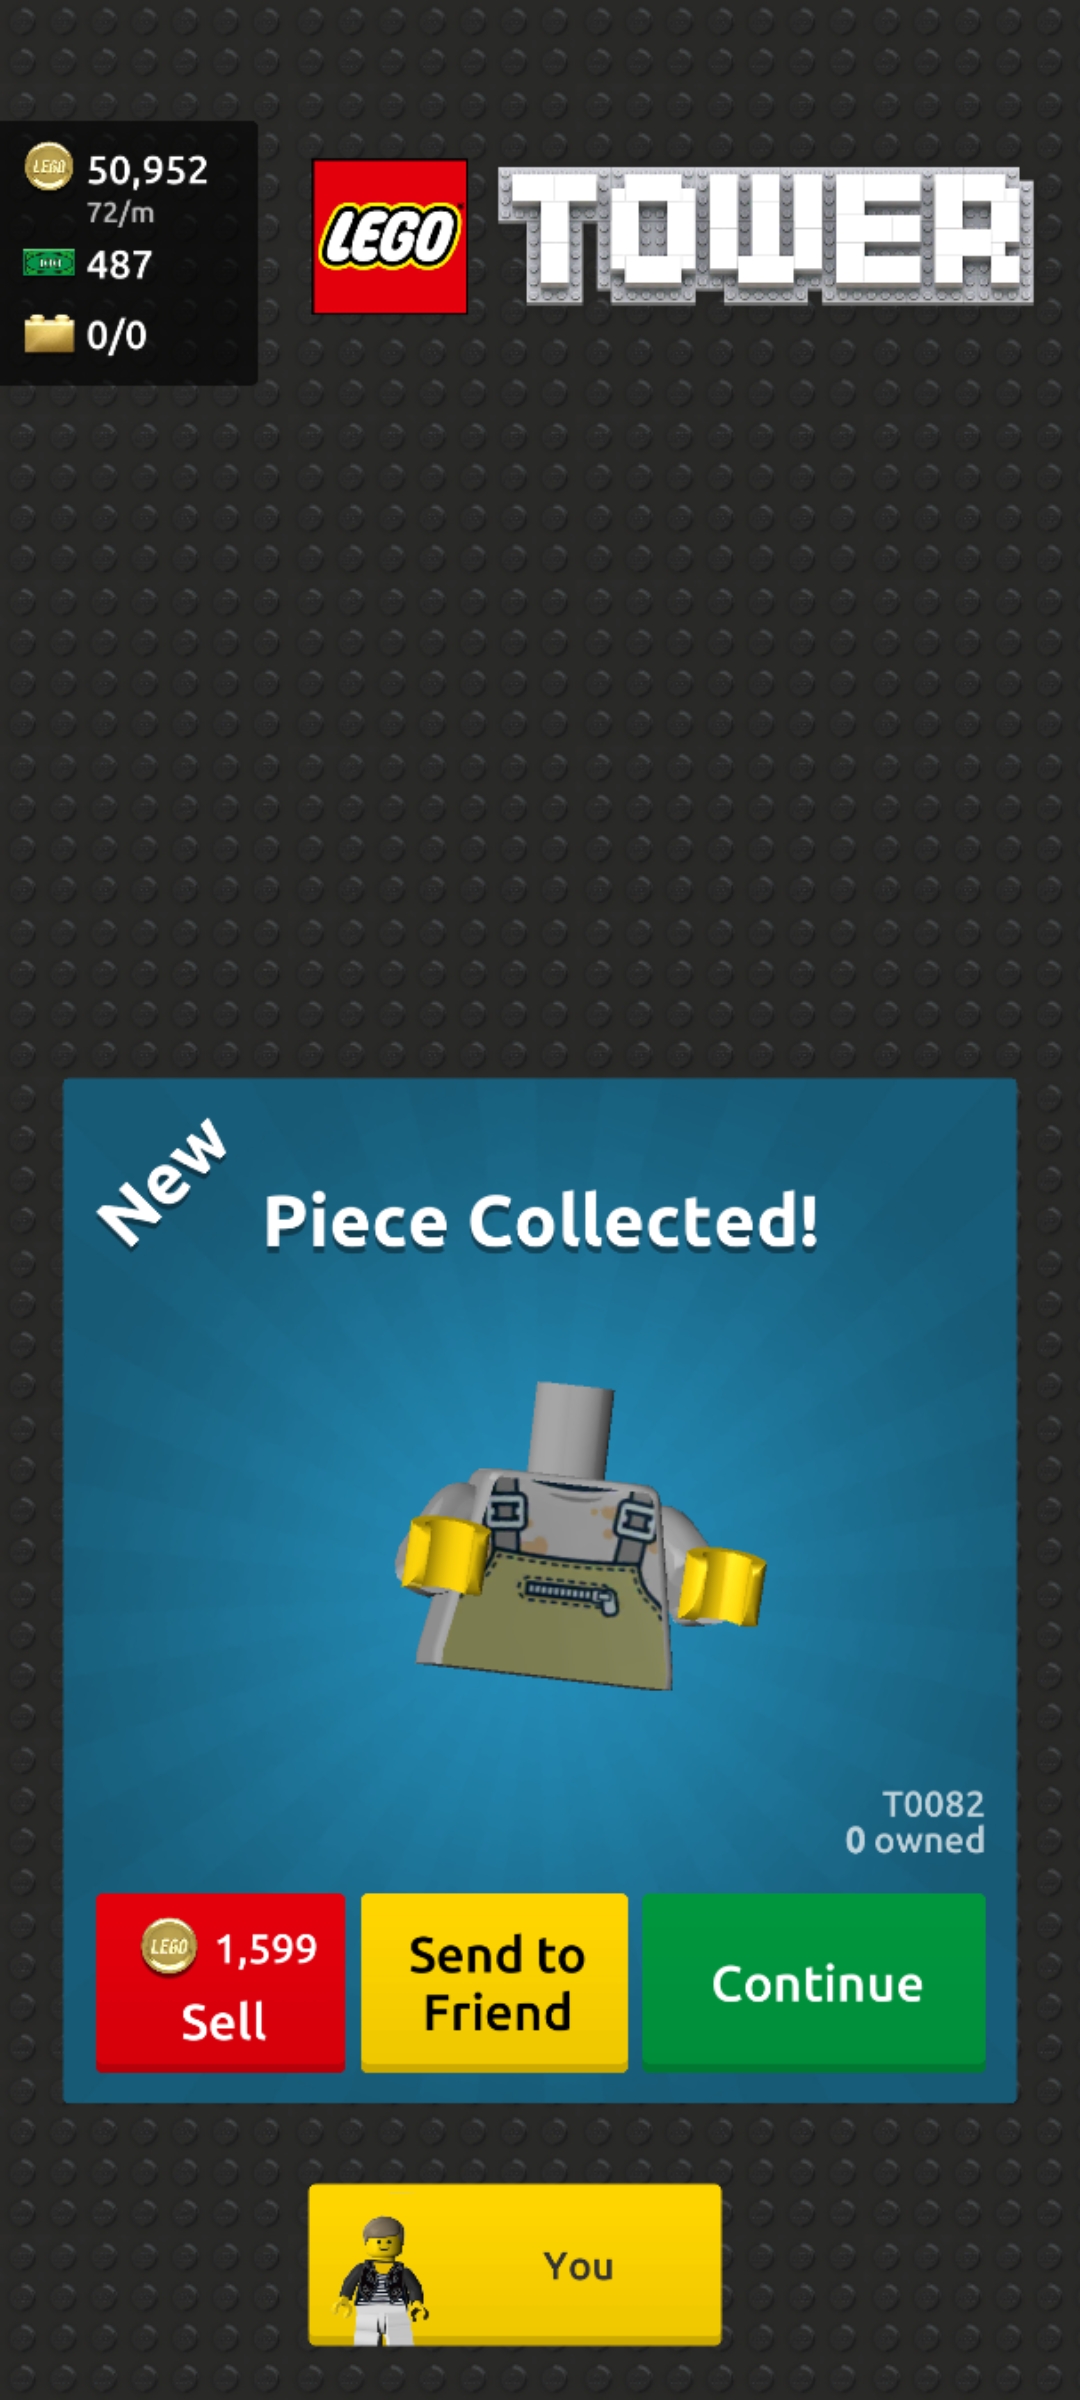 LEGO 50,952
72/m
487
0/0
LEGO
TOWER
New
Piece Collected!
T0082
0 owned
LEGO 1,599
Sell
Send to
Friend
Continue
You